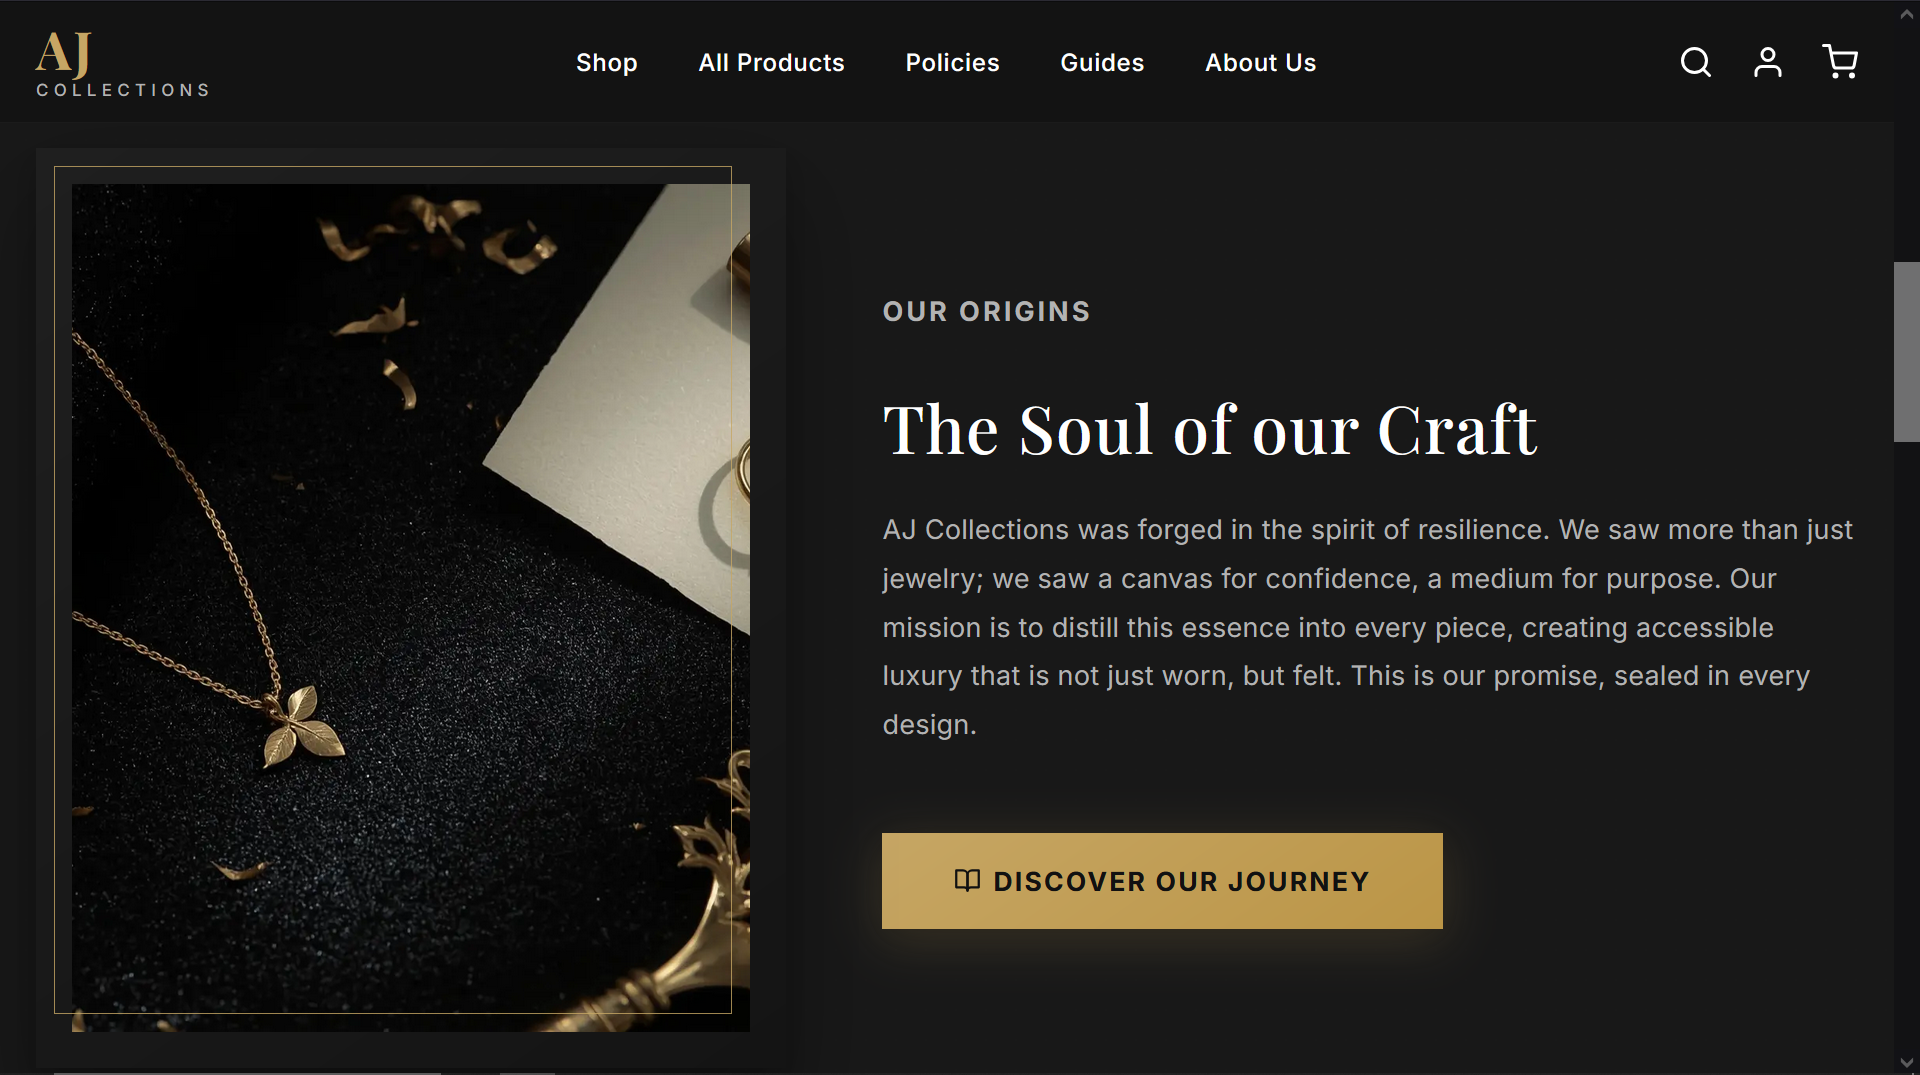 AJ
COLLECTIONS
Shop
All Products
Policies
Guides
About Us
OUR ORIGINS
The Soul of our Craft
AJ Collections was forged in the spirit of resilience. We saw more than just
jewelry; we saw a canvas for confidence, a medium for purpose. Our
mission is to distill this essence into every piece, creating accessible
luxury that is not just worn, but felt. This is our promise, sealed in every
design.
DISCOVER OUR JOURNEY